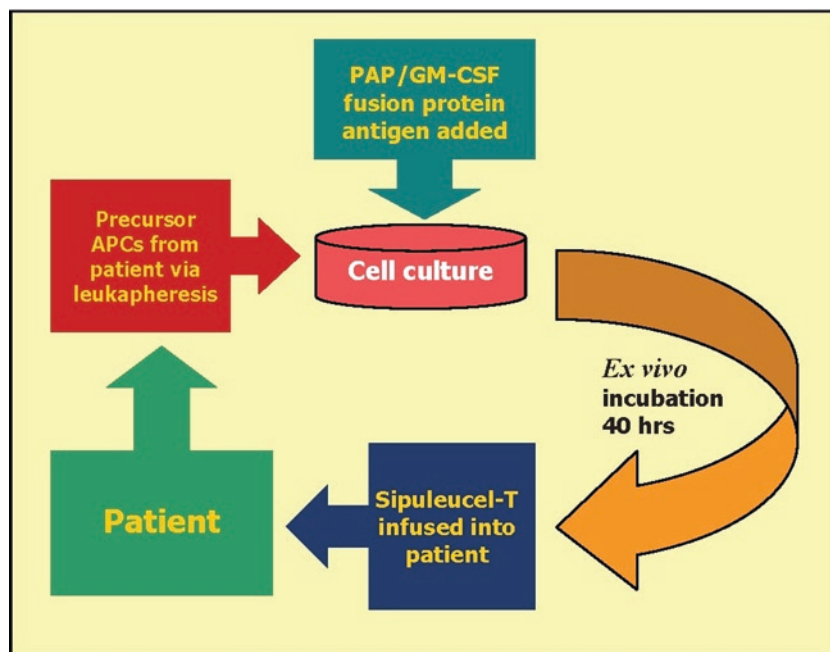 PAP/GM-CSF
fusion protein
antigen added
Precursor
APCs from
patient via
leukapheresis
Cell culture
Ex vivo
incubation
40 hrs
Sipuleucel-T
infused into
patient
Patient